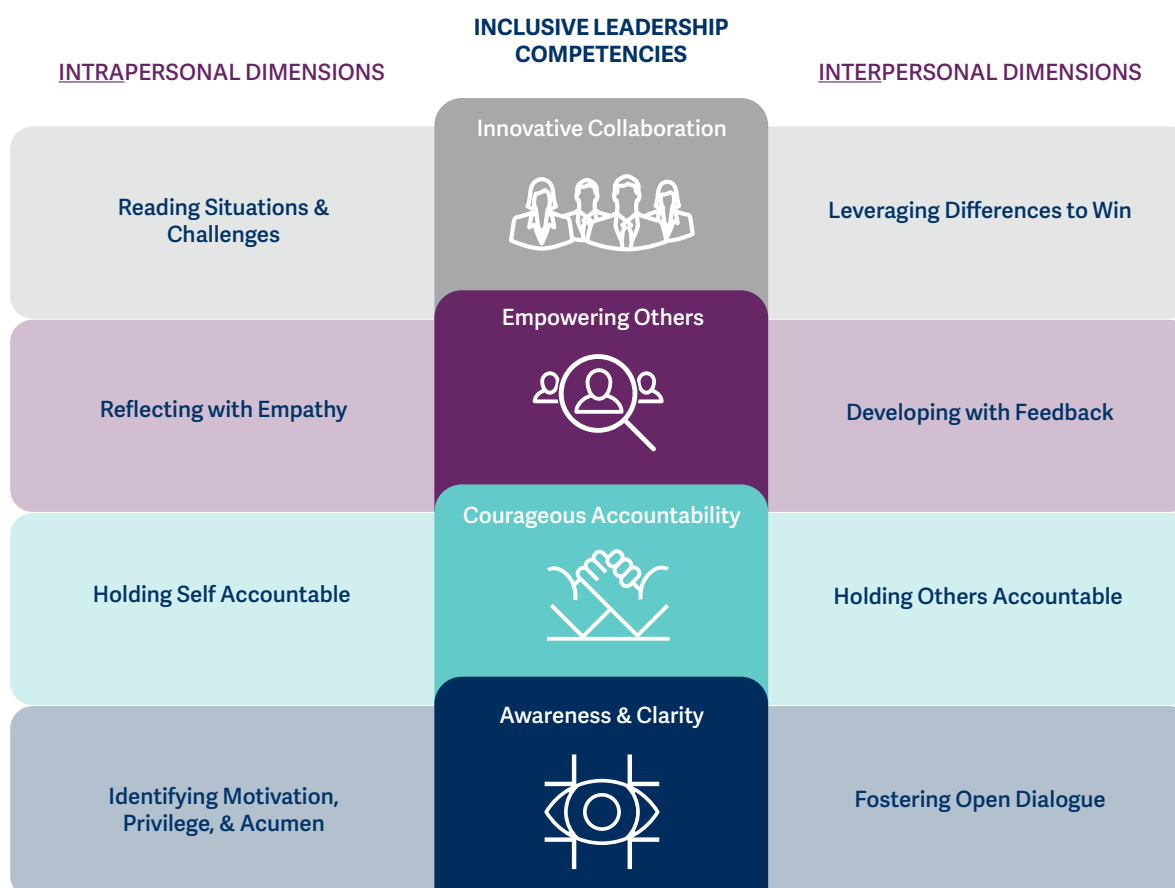 INCLUSIVE LEADERSHIP
COMPETENCIES
INTRAPERSONAL DIMENSIONS
INTERPERSONAL DIMENSIONS
Innovative Collaboration
Reading Situations &
Challenges
Leveraging Differences to Win
Empowering Others
Reflecting with Empathy
Developing with Feedback
Courageous Accountability
Holding Self Accountable
Holding Others Accountable
Awareness & Clarity
Identifying Motivation,
Privilege, & Acumen
Fostering Open Dialogue